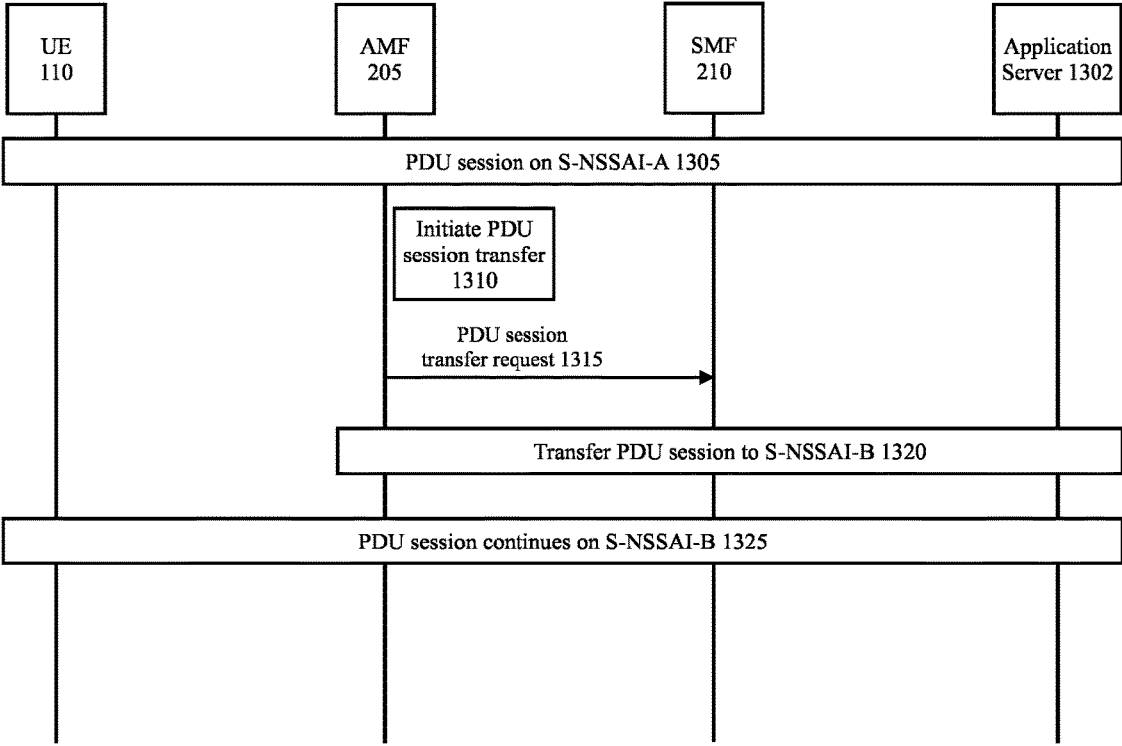 UE
110
AMF
205
SMF
210
Application
Server 1302
PDU session on S-NSSAI-A 1305
Initiate PDU
session transfer
1310
PDU session
transfer request 1315
Transfer PDU session to S-NSSAI-B 1320
PDU session continues on S-NSSAI-B 1325